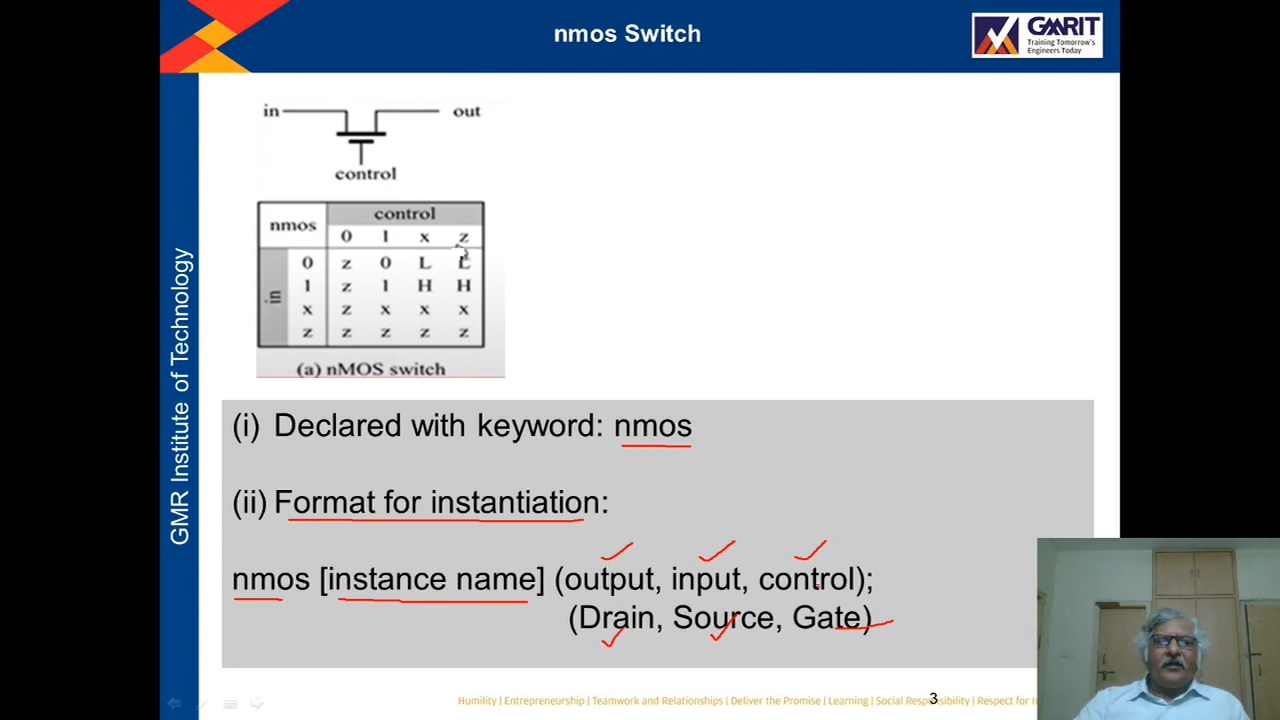 nmos Switch
GMRIT
Training Tomorrow's
Engineers Today
in out
control
nmos control
0 1 x z
in 0 z 0 L L
1 z 1 H H
x z x x x
z z z z z
(a) nMOS switch
GMR Institute of Technology
(i) Declared with keyword: nmos
(ii) Format for instantiation:
nmos [instance name] (output, input, control);
(Drain, Source, Gate)
Humility | Entrepreneurship | Teamwork and Relationships | Deliver the Promise | Learning | Social Responsibility | Respect for
3